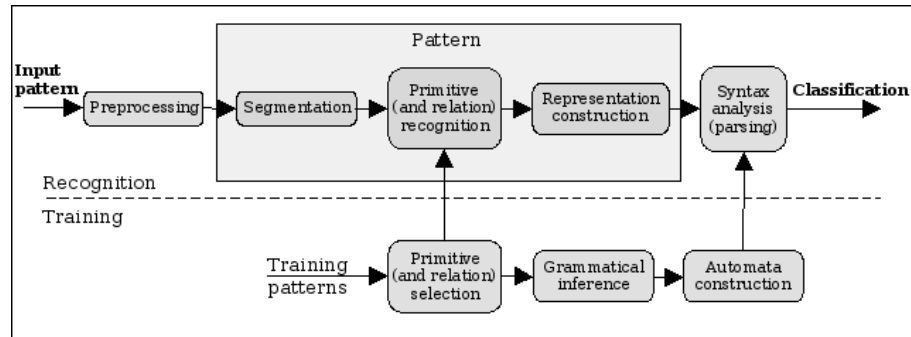 Pattern
Input
pattern
Preprocessing
Segmentation
Primitive
(and relation)
recognition
Representation
construction
Syntax
analysis
(parsing)
Classification
Recognition
Training
Training
patterns
Primitive
(and relation)
selection
Grammatical
inference
Automata
construction